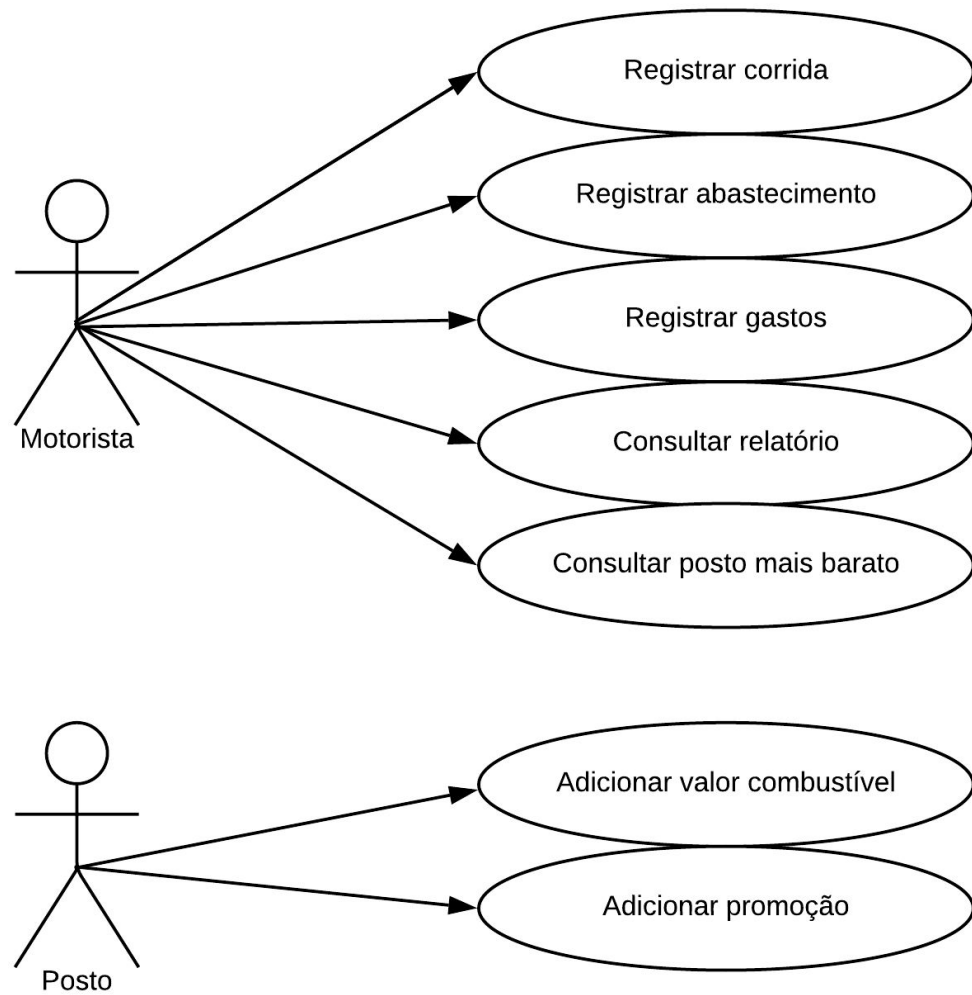 Registrar corrida
Registrar abastecimento
Registrar gastos
Consultar relatório
Consultar posto mais barato
Motorista
Adicionar valor combustível
Adicionar promoção
Posto